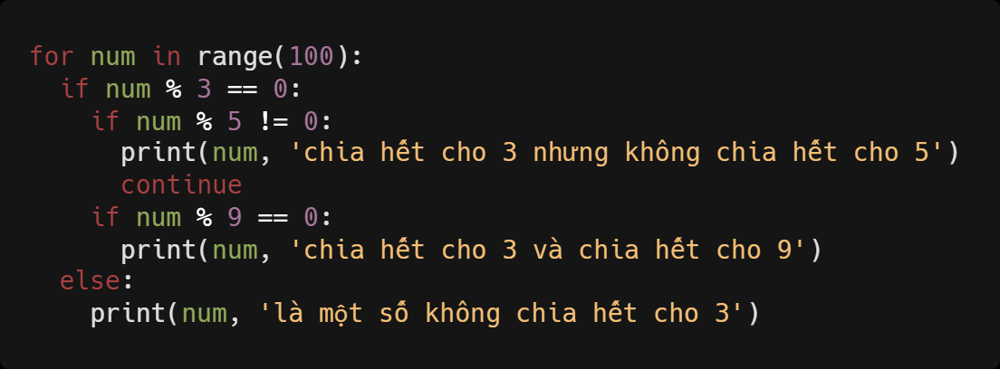 for num in range(100):
  if num % 3 == 0:
    if num % 5 != 0:
      print(num, 'chia hết cho 3 nhưng không chia hết cho 5')
      continue
    if num % 9 == 0:
      print(num, 'chia hết cho 3 và chia hết cho 9')
  else:
    print(num, 'là một số không chia hết cho 3')